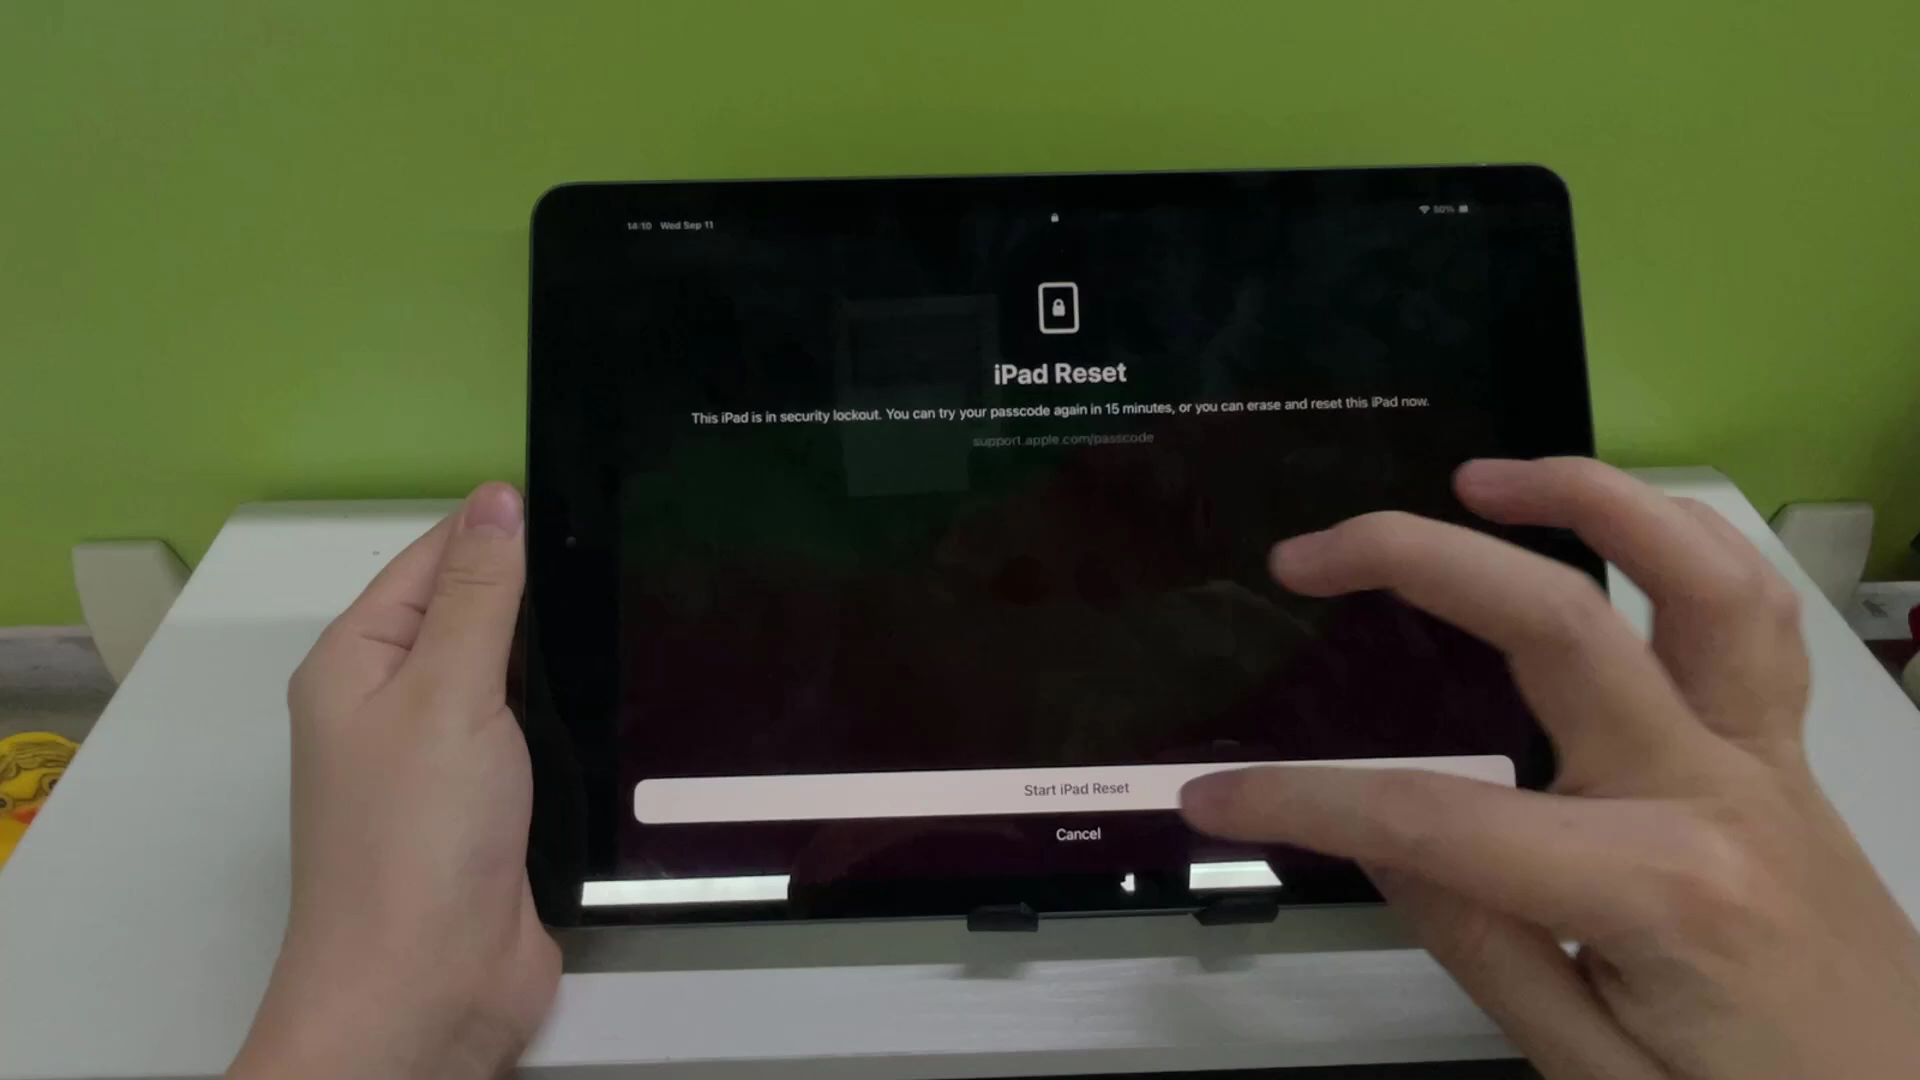 14:10 Wed Sep 11
50%
iPad Reset
This iPad is in security lockout. You can try your passcode again in 15 minutes, or you can erase and reset this iPad now.
support.apple.com/passcode
Start iPad Reset
Cancel